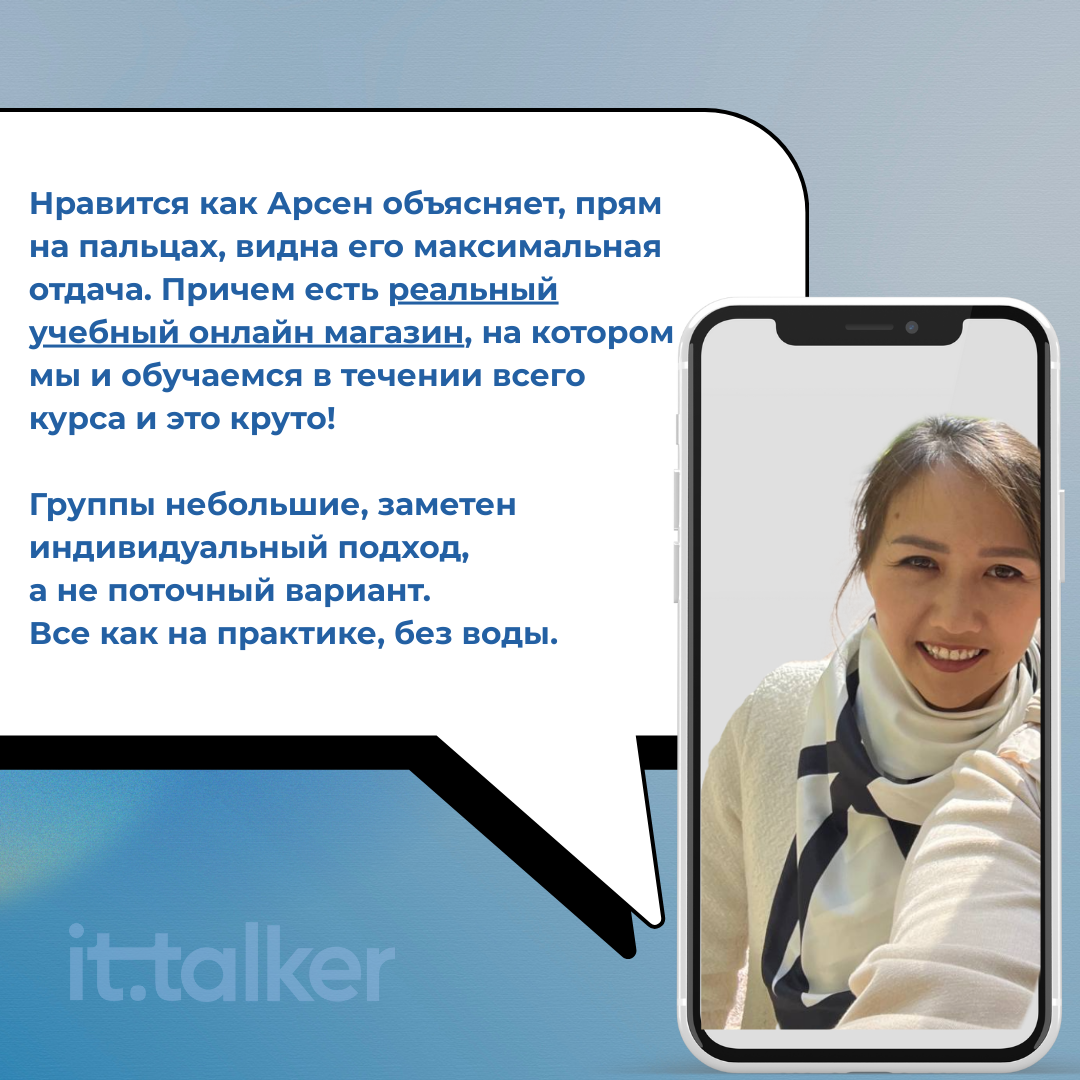 Нравится как Арсен объясняет, прям
на пальцах, видна его максимальная
отдача. Причем есть реальный
учебный онлайн магазин, на котором
мы и обучаемся в течении всего
курса и это круто!
Группы небольшие, заметен
индивидуальный подход,
а не поточный вариант.
Все как на практике, без воды.
it.talker